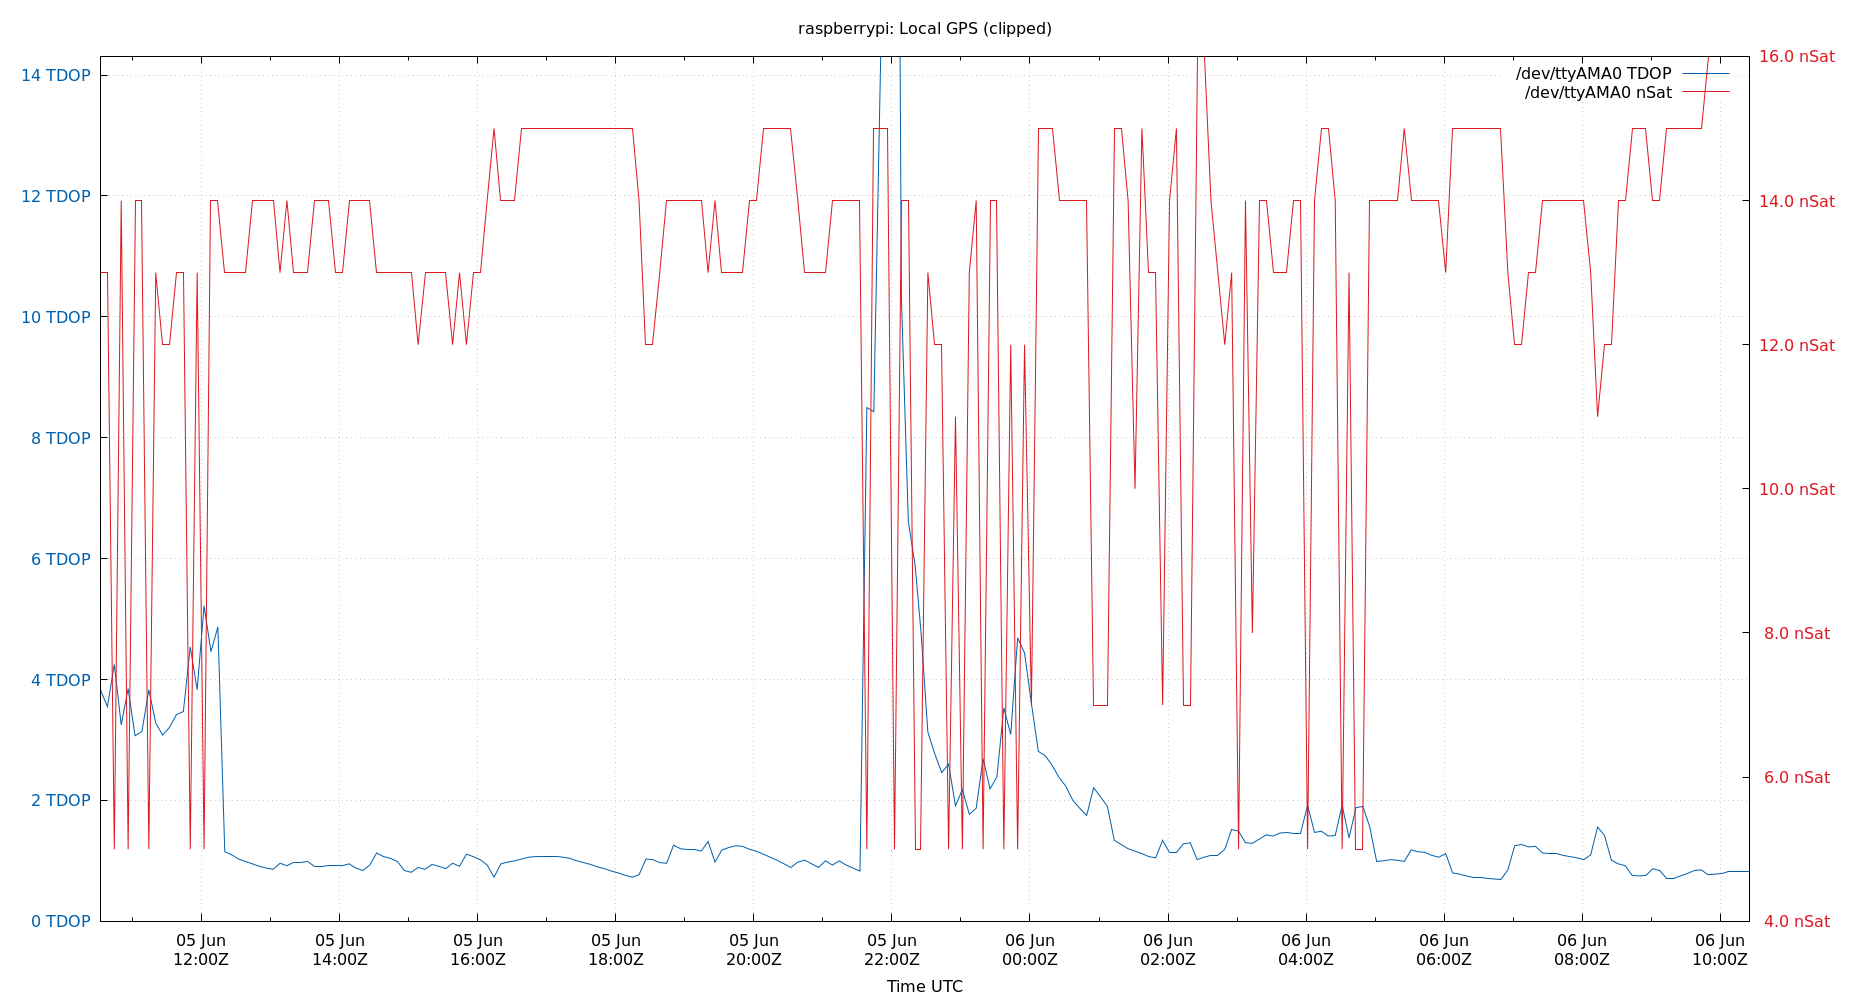 raspberrypi: Local GPS (clipped)
14 TDOP
12 TDOP
10 TDOP
8 TDOP
6 TDOP
4 TDOP
2 TDOP
0 TDOP
/dev/ttyAMA0 TDOP
/dev/ttyAMA0 nSat
16.0 nSat
14.0 nSat
12.0 nSat
10.0 nSat
8.0 nSat
6.0 nSat
4.0 nSat
05 Jun 05 Jun 05 Jun 05 Jun 05 Jun 05 Jun 06 Jun 06 Jun 06 Jun 06 Jun 06 Jun 06 Jun
12:00Z 14:00Z 16:00Z 18:00Z 20:00Z 22:00Z 00:00Z 02:00Z 04:00Z 06:00Z 08:00Z 10:00Z
Time UTC